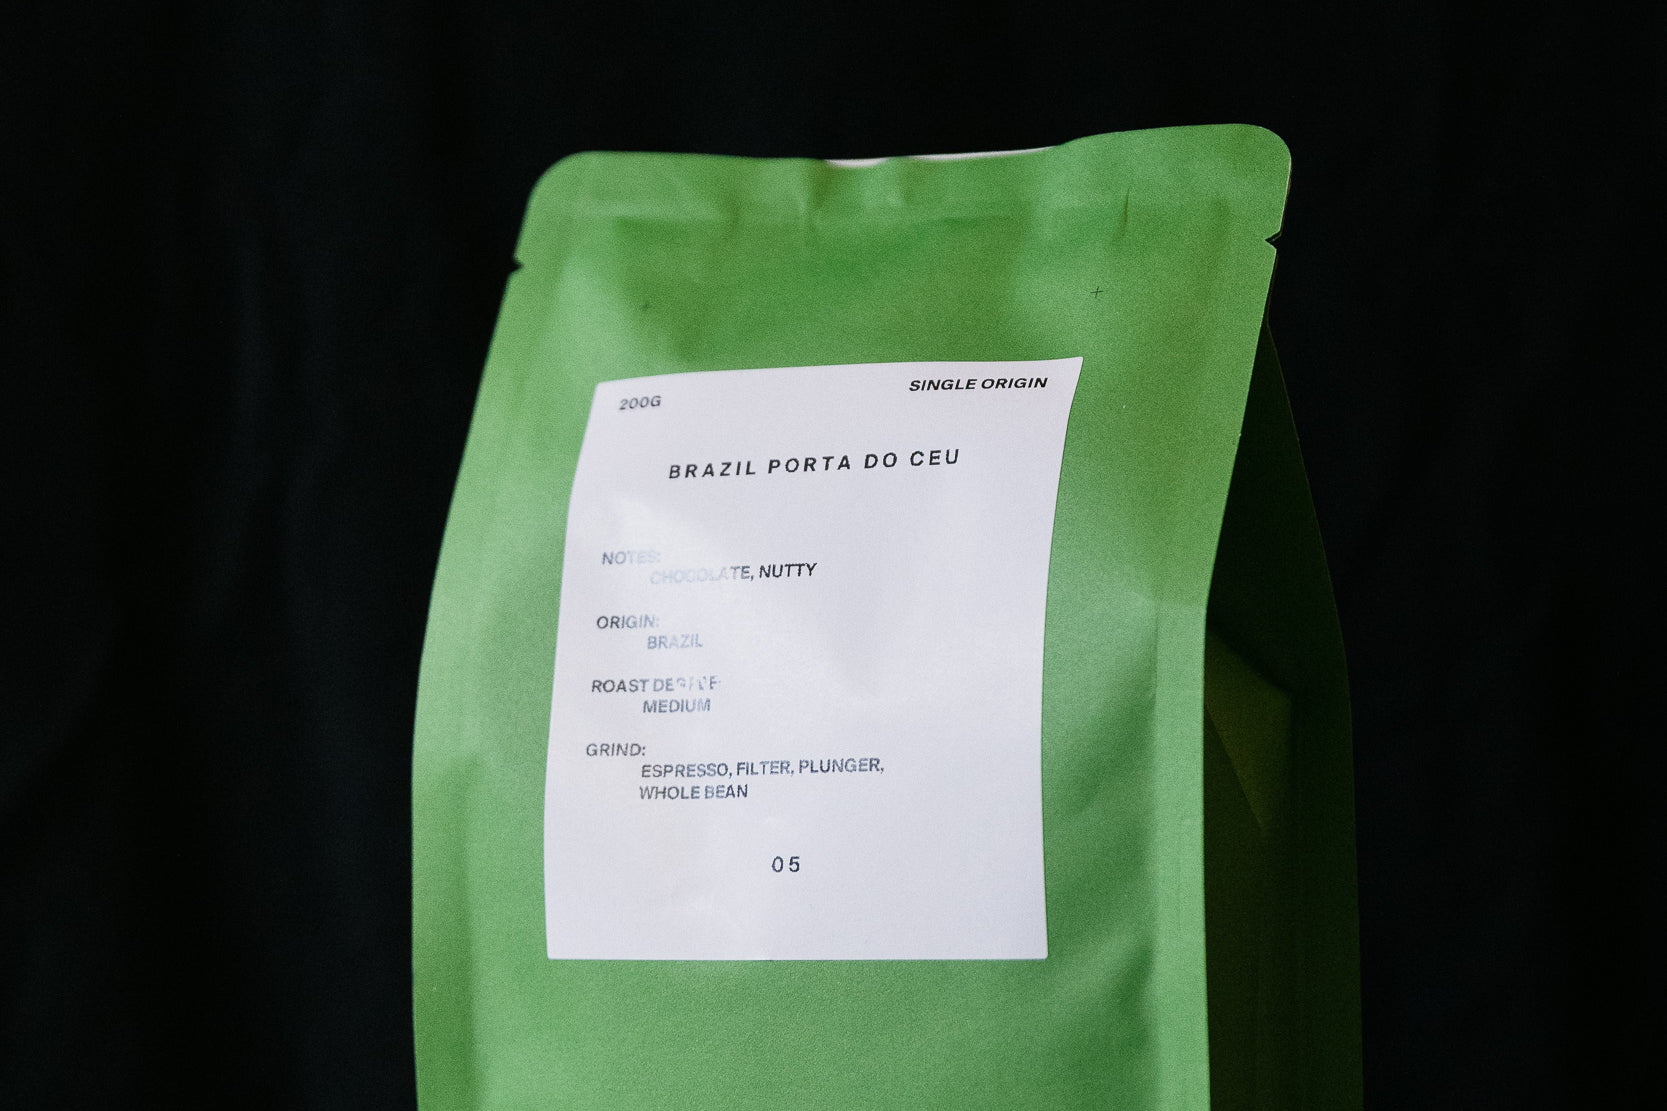 200G
SINGLE ORIGIN
BRAZIL PORTA DO CEU
NOTES:
CHOCOLATE, NUTTY
ORIGIN:
BRAZIL
ROAST
MEDIUM
GRIND:
ESPRESSO, FILTER, PLUNGER,
WHOLE BEAN
05